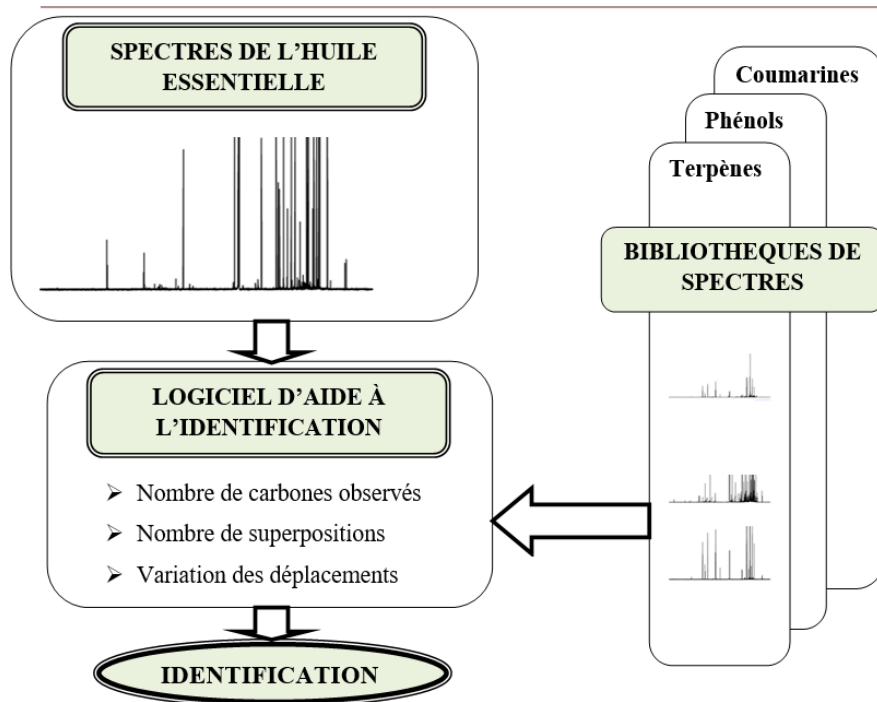 SPECTRES DE L'HUILE
ESSENTIELLE
Coumarines
Phénols
Terpènes
BIBLIOTHEQUES DE
SPECTRES
LOGICIEL D'AIDE À
L'IDENTIFICATION
➢ Nombre de carbones observés
➢ Nombre de superpositions
➢ Variation des déplacements
IDENTIFICATION